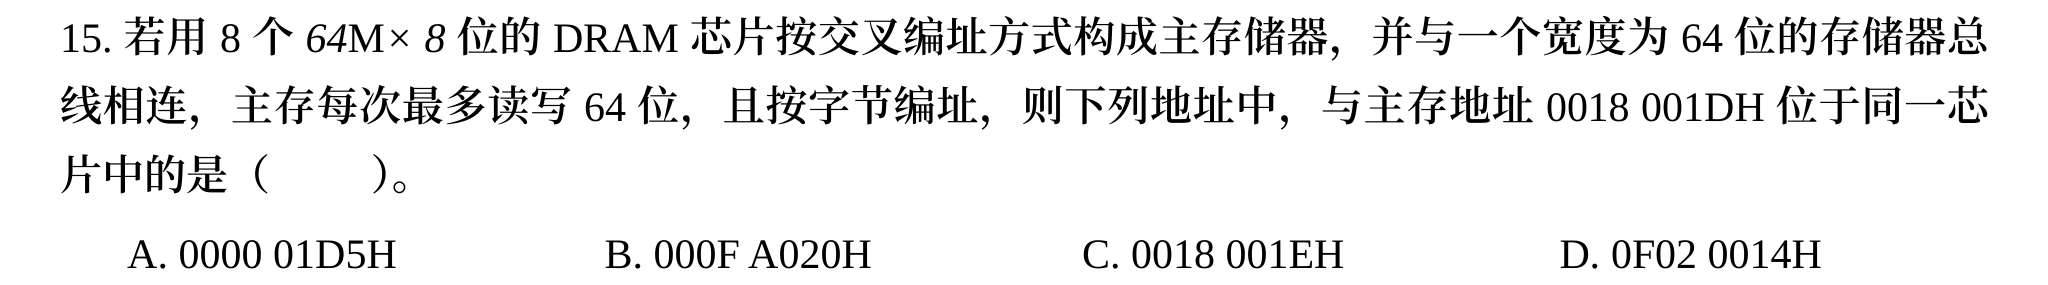 15. 若用 8 个 64M× 8 位的 DRAM 芯片按交叉编址方式构成主存储器，并与一个宽度为 64 位的存储器总
线相连，主存每次最多读写 64 位，且按字节编址，则下列地址中，与主存地址 0018 001DH 位于同一芯
片中的是（    ）。
A. 0000 01D5H    B. 000F A020H    C. 0018 001EH    D. 0F02 0014H